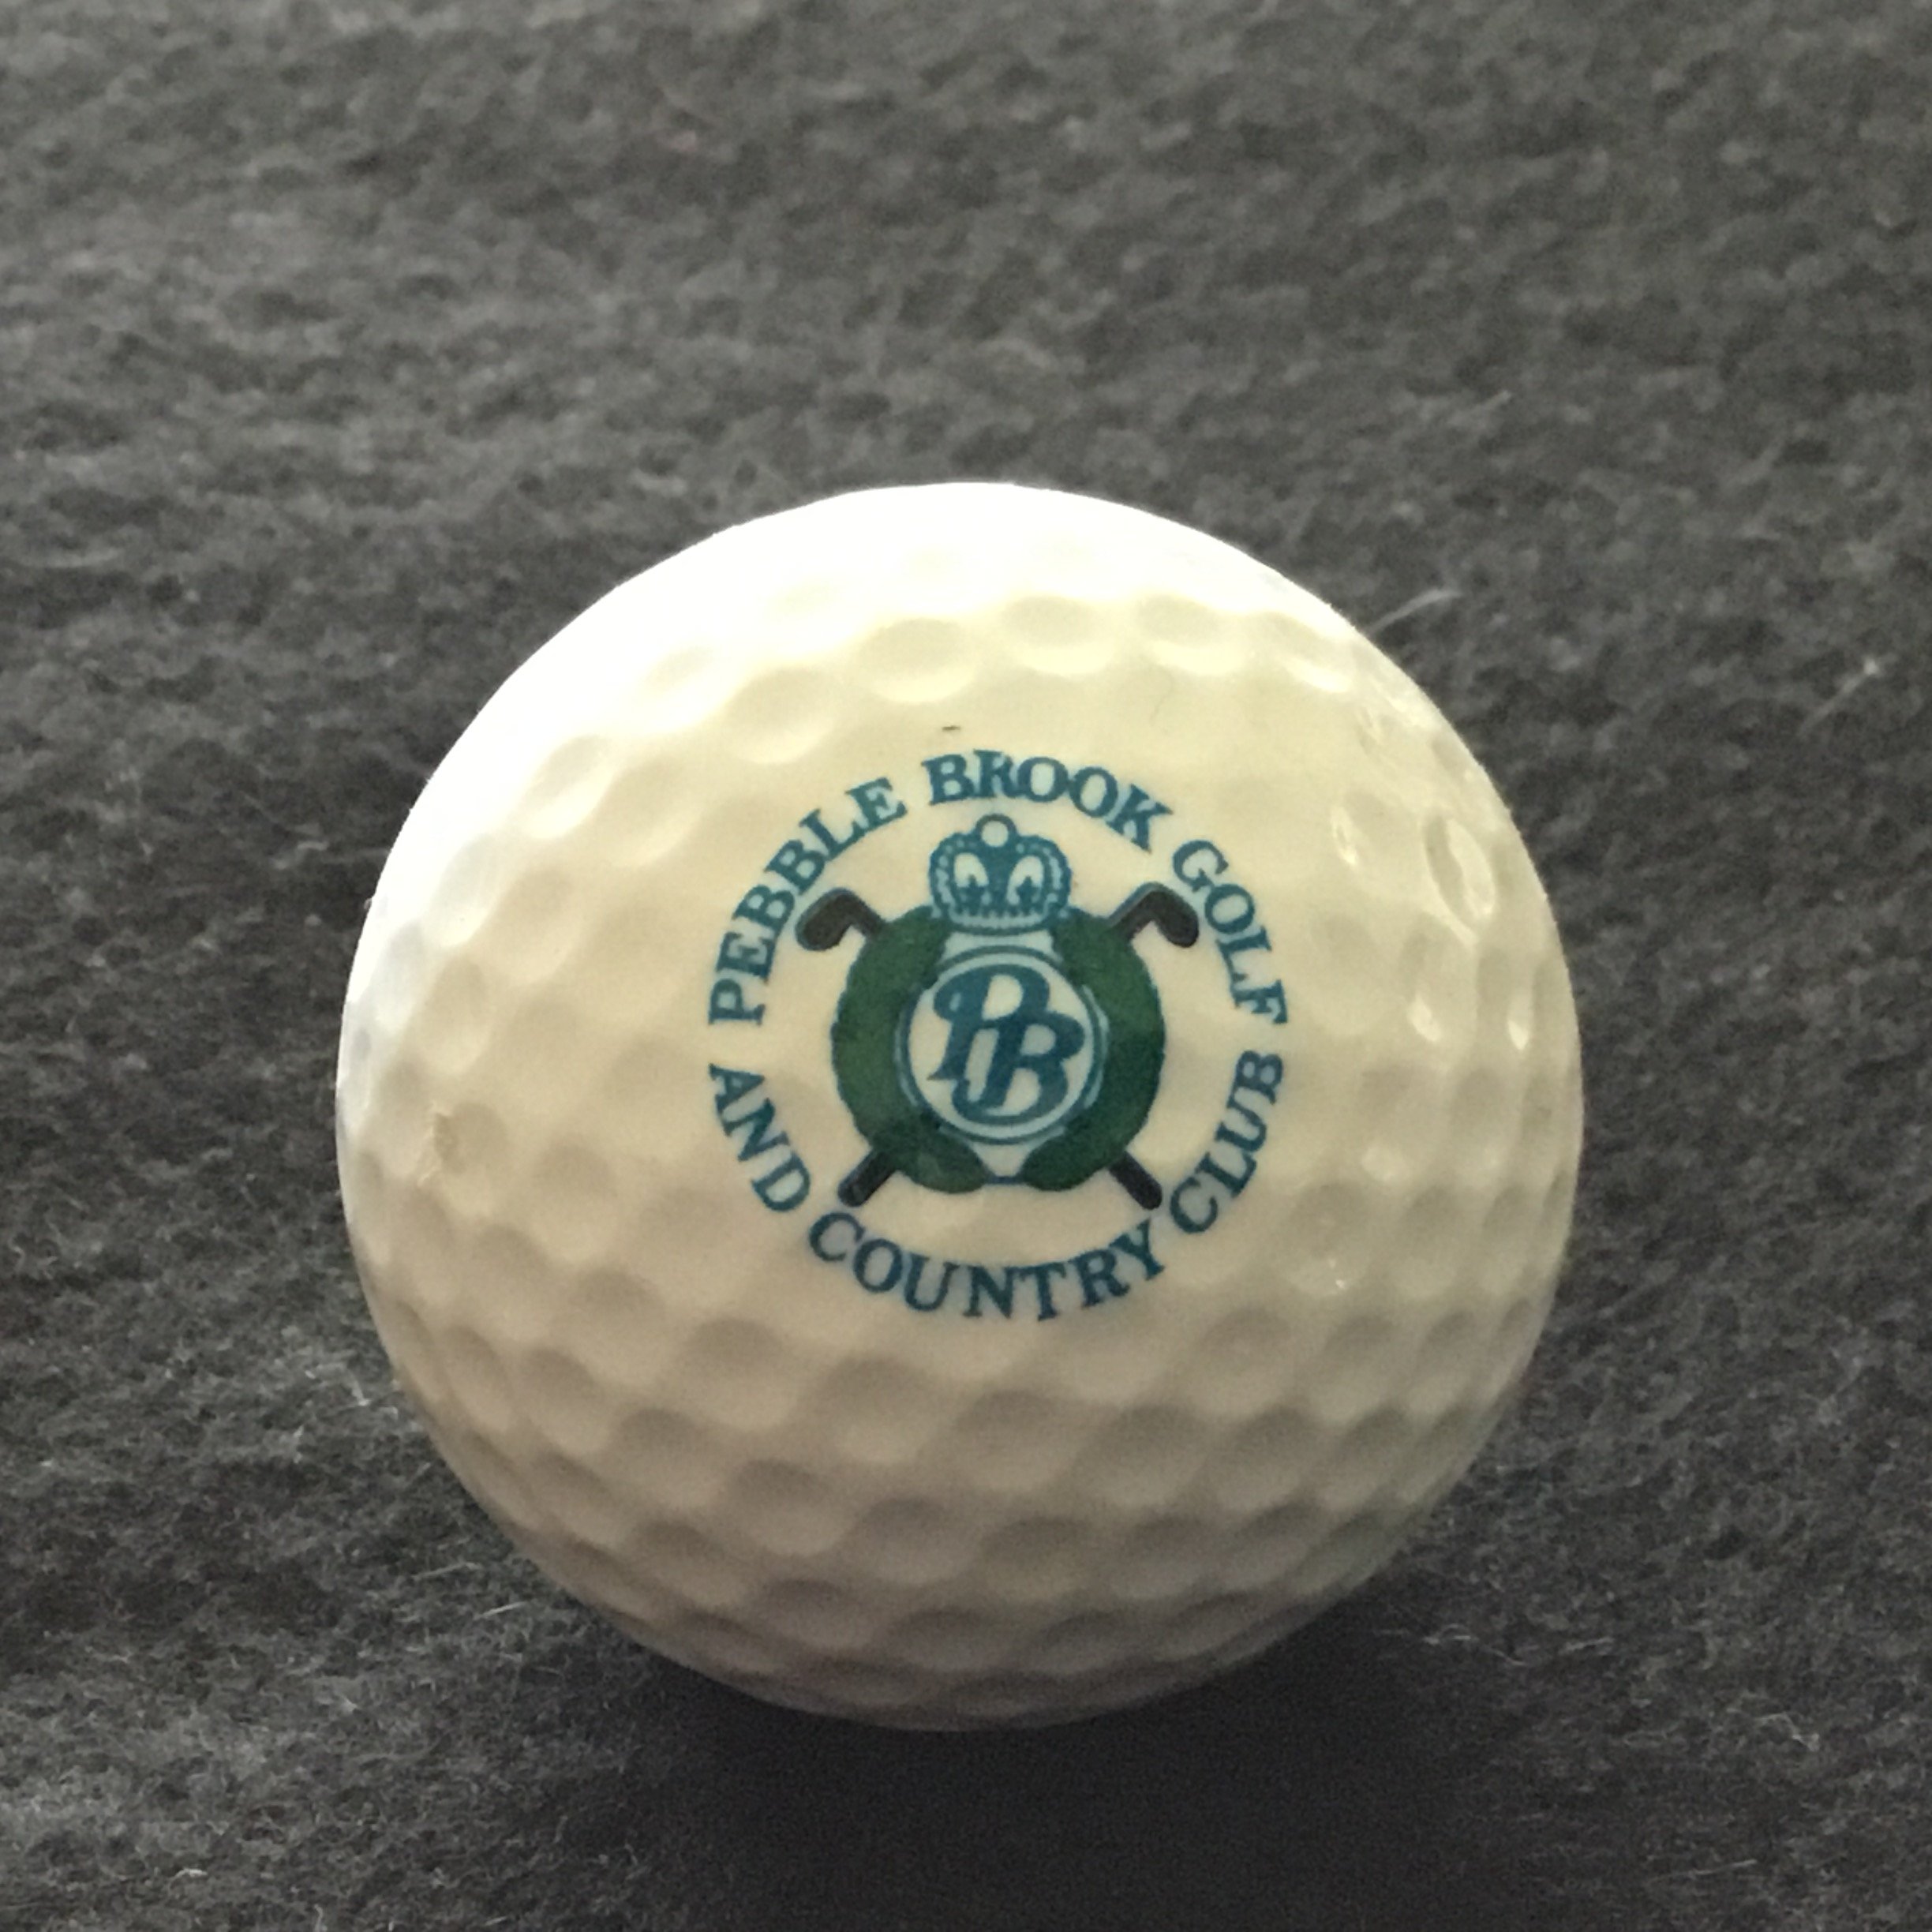 PEBBLE BROOK GOLF
AND COUNTRY CLUB
PB